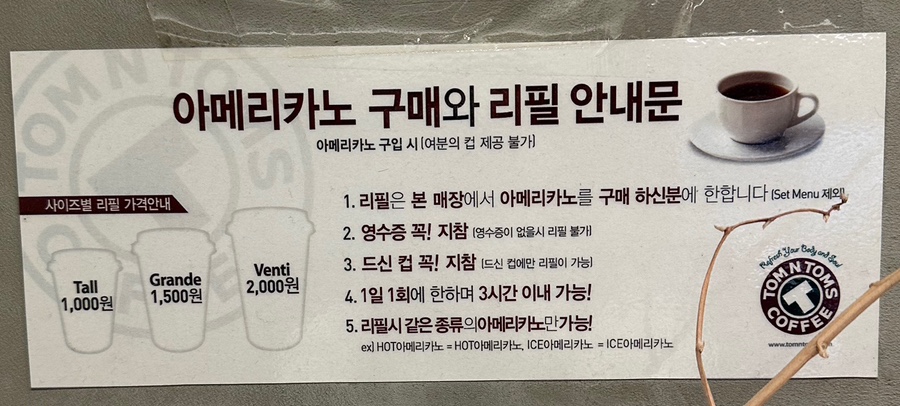 아메리카노 구매와 리필 안내문
아메리카노 구입 시 (여분의 컵 제공 불가)
사이즈별 리필 가격안내
Tall
1,000원
Grande
1,500원
Venti
2,000원
1. 리필은 본 매장에서 아메리카노를 구매 하신분에 한합니다 (Set Menu 제외)
2. 영수증 꼭! 지참 (영수증이 없을시 리필 불가)
3. 드신 컵 꼭! 지참 (드신 컵에만 리필이 가능)
4. 1일 1회에 한하며 3시간 이내 가능!
5. 리필시 같은 종류의아메리카노만가능!
ex) HOT아메리카노 = HOT아메리카노, ICE아메리카노 = ICE아메리카노
Refresh Your Body and Soul
TOM N TOMS
T
COFFEE
TOM N TOMS